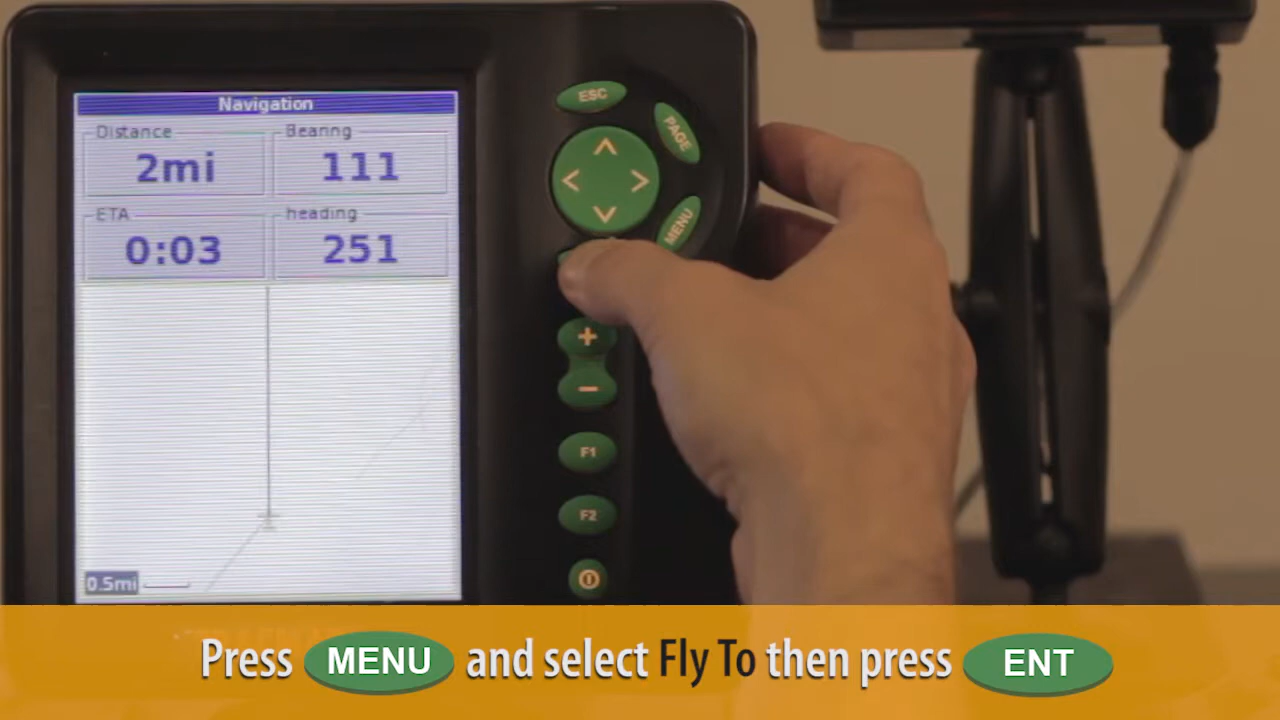 Navigation
Distance
Bearing
2mi
111
ETA
heading
0:03
251
0.5mi
ESC
PAGE
MENU
+
−
F1
F2
Press MENU and select Fly To then press ENT